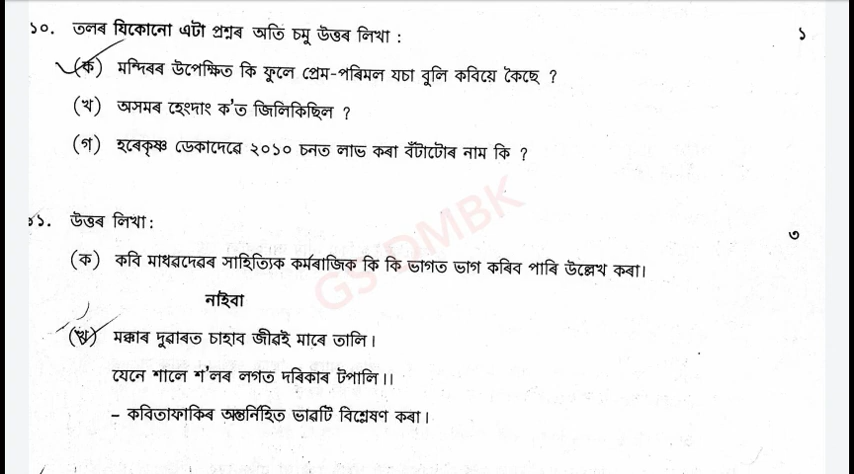 ১০. তলৰ যিকোনো এটা প্ৰশ্নৰ অতি চমু উত্তৰ লিখা : ১
(ক) মন্দিৰৰ উপেক্ষিত কি ফুলে প্ৰেম-পৰিমল যচা বুলি কবিয়ে কৈছে ?
(খ) অসমৰ হেংদাং ক'ত জিলিকিছিল ?
(গ) হৰেকৃষ্ণ ডেকাদেৱে ২০১০ চনত লাভ কৰা বঁটাটোৰ নাম কি ?
১১. উত্তৰ লিখা: ৩
(ক) কবি মাধৱদেৱৰ সাহিত্যিক কৰ্মৰাজিক কি কি ভাগত ভাগ কৰিব পাৰি উল্লেখ কৰা।
নাইবা
(খ) মক্কাৰ দুৱাৰত চাহাব জীৱই মাৰে তালি।
যেনে শালে শ'লৰ লগত দৰিকাৰ টপালি।।
– কবিতাফাকিৰ অন্তৰ্নিহিত ভাৱটি বিশ্লেষণ কৰা।
GS DMBK